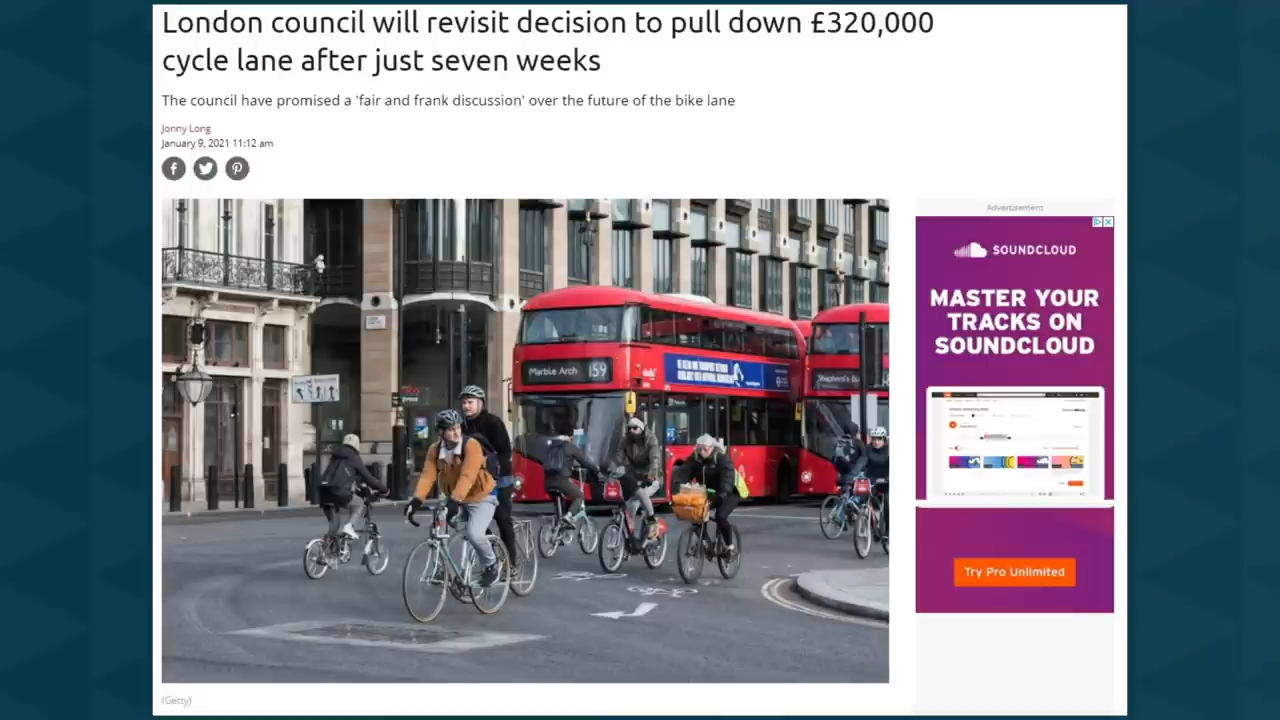 London council will revisit decision to pull down £320,000
cycle lane after just seven weeks
The council have promised a 'fair and frank discussion' over the future of the bike lane
Jonny Long
January 9, 2021 11:12 am
Advertisement
SOUNDCLOUD
MASTER YOUR
TRACKS ON
SOUNDCLOUD
Marble Arch 159
Shepherd's Bu
Try Pro Unlimited
(Getty)